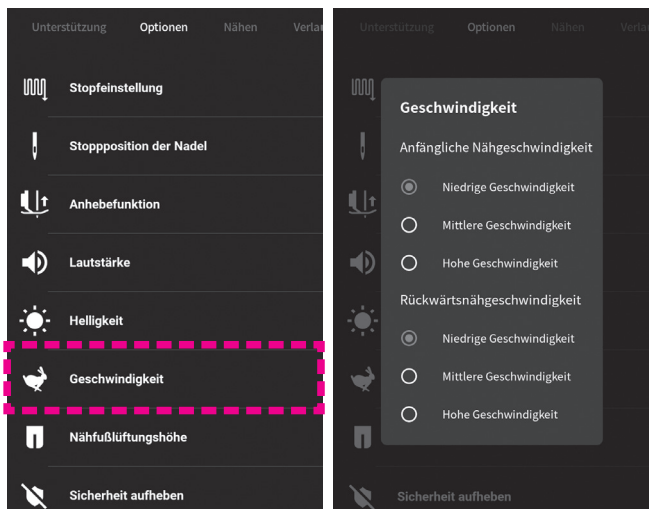 Unterstützung Optionen Nähen Verlau
Stopfeinstellung
Stoppposition der Nadel
Anhebefunktion
Lautstärke
Helligkeit
Geschwindigkeit
Nähfußlüftungshöhe
Sicherheit aufheben
Unterstützung Optionen Nähen Verla
Geschwindigkeit
Anfängliche Nähgeschwindigkeit
Niedrige Geschwindigkeit
Mittlere Geschwindigkeit
Hohe Geschwindigkeit
Rückwärtsnähgeschwindigkeit
Niedrige Geschwindigkeit
Mittlere Geschwindigkeit
Hohe Geschwindigkeit
Sicherheit aufheben